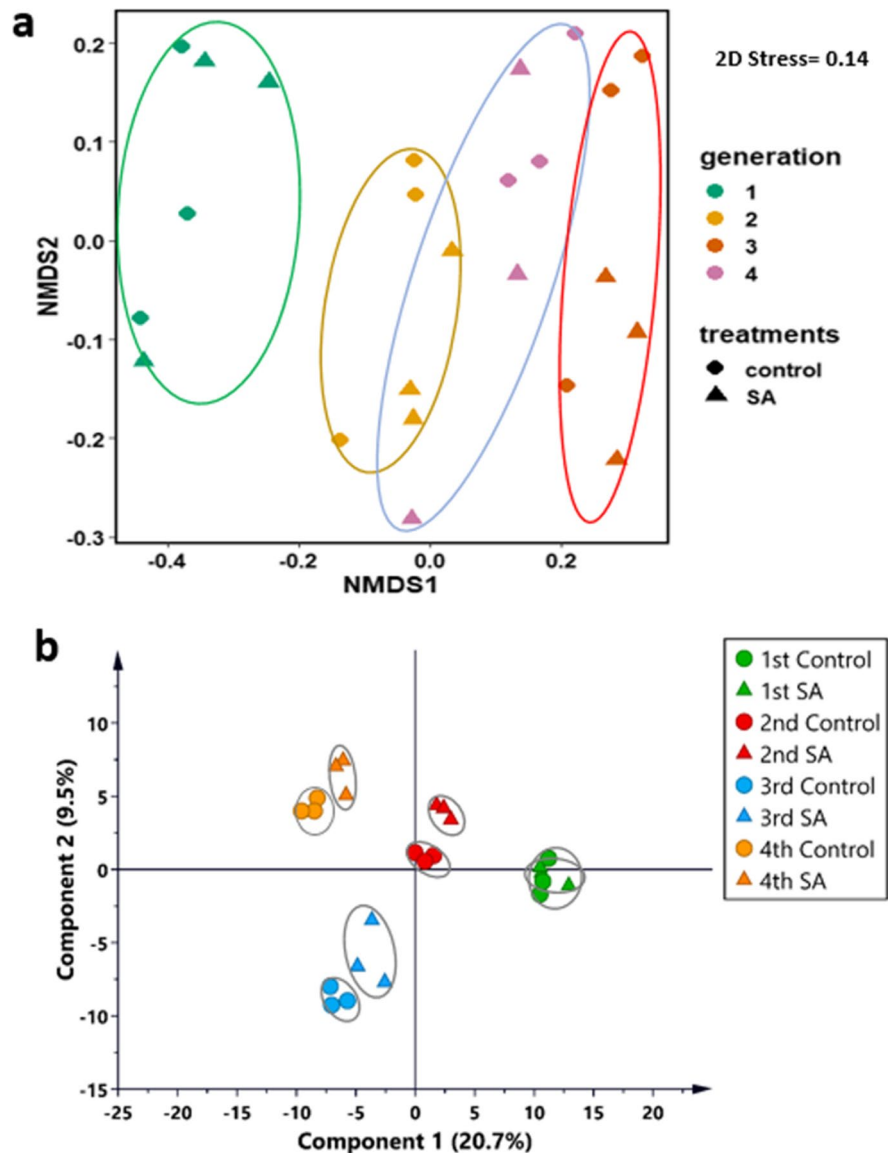 a
2D Stress= 0.14
0.2
0.1
0.0
-0.1
-0.2
-0.3
NMDS2
-0.4
-0.2
0.0
0.2
NMDS1
generation
1
2
3
4
treatments
control
SA
b
10
5
0
-5
-10
-15
Component 2 (9.5%)
-25
-20
-15
-10
-5
0
5
10
15
20
Component 1 (20.7%)
1st Control
1st SA
2nd Control
2nd SA
3rd Control
3rd SA
4th Control
4th SA